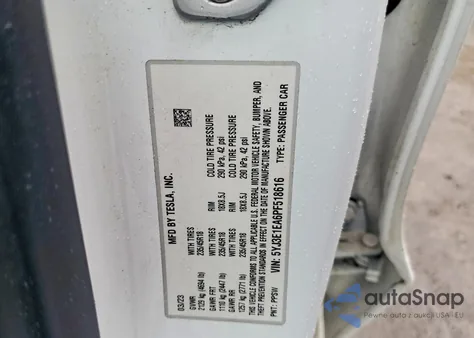 MFD BY TESLA, INC.
03/23
GVWR
2129 kg (4694 lb)
WITH TIRES
235/45R18
RIM
18X8.5J
COLD TIRE PRESSURE
290 kPa, 42 psi
GAWR FRT
1110 kg (2447 lb)
WITH TIRES
235/45R18
RIM
18X8.5J
COLD TIRE PRESSURE
290 kPa, 42 psi
GAWR RR
1257 kg (2771 lb)
THIS VEHICLE CONFORMS TO ALL APPLICABLE U.S. FEDERAL MOTOR VEHICLE SAFETY, BUMPER, AND
THEFT PREVENTION STANDARDS IN EFFECT ON THE DATE OF MANUFACTURE SHOWN ABOVE.
VIN: 5YJ3E1EA6PF518616
TYPE: PASSENGER CAR
PNT: PPSW
autoSnap
Pewne auta z USA